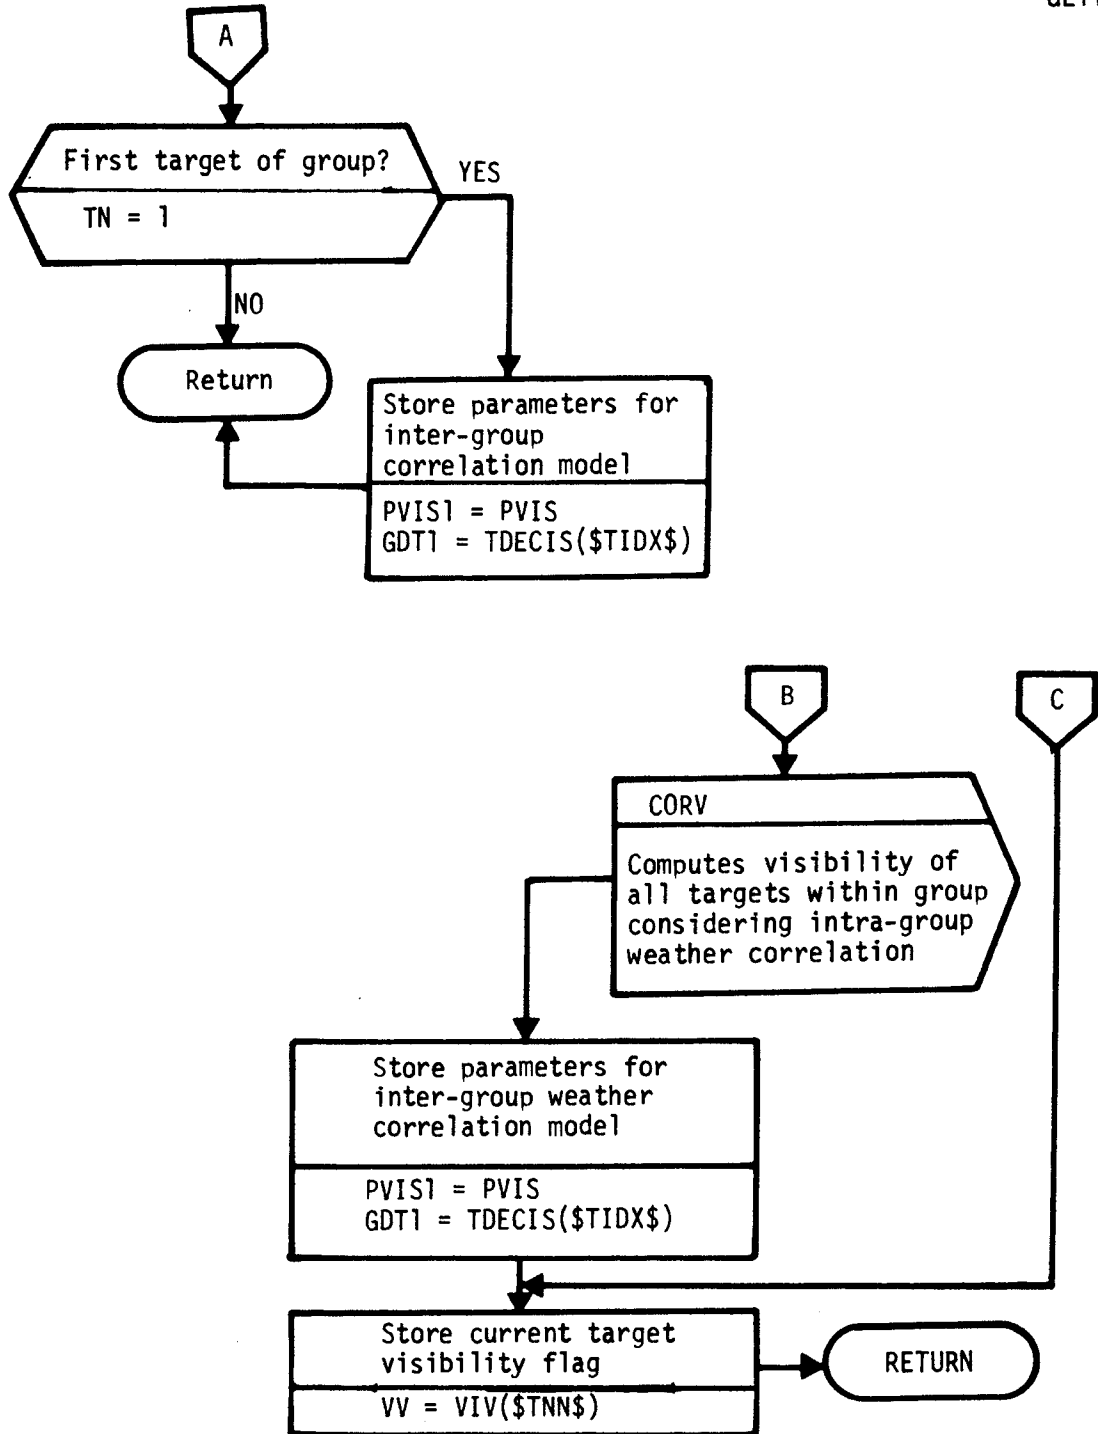 A
First target of group?
YES
TN = 1
NO
Return
Store parameters for
inter-group
correlation model
PVIS1 = PVIS
GDT1 = TDECIS($TIDX$)
B
C
CORV
Computes visibility of
all targets within group
considering intra-group
weather correlation
Store parameters for
inter-group weather
correlation model
PVIS1 = PVIS
GDT1 = TDECIS($TIDX$)
Store current target
visibility flag
RETURN
VV = VIV($TNN$)